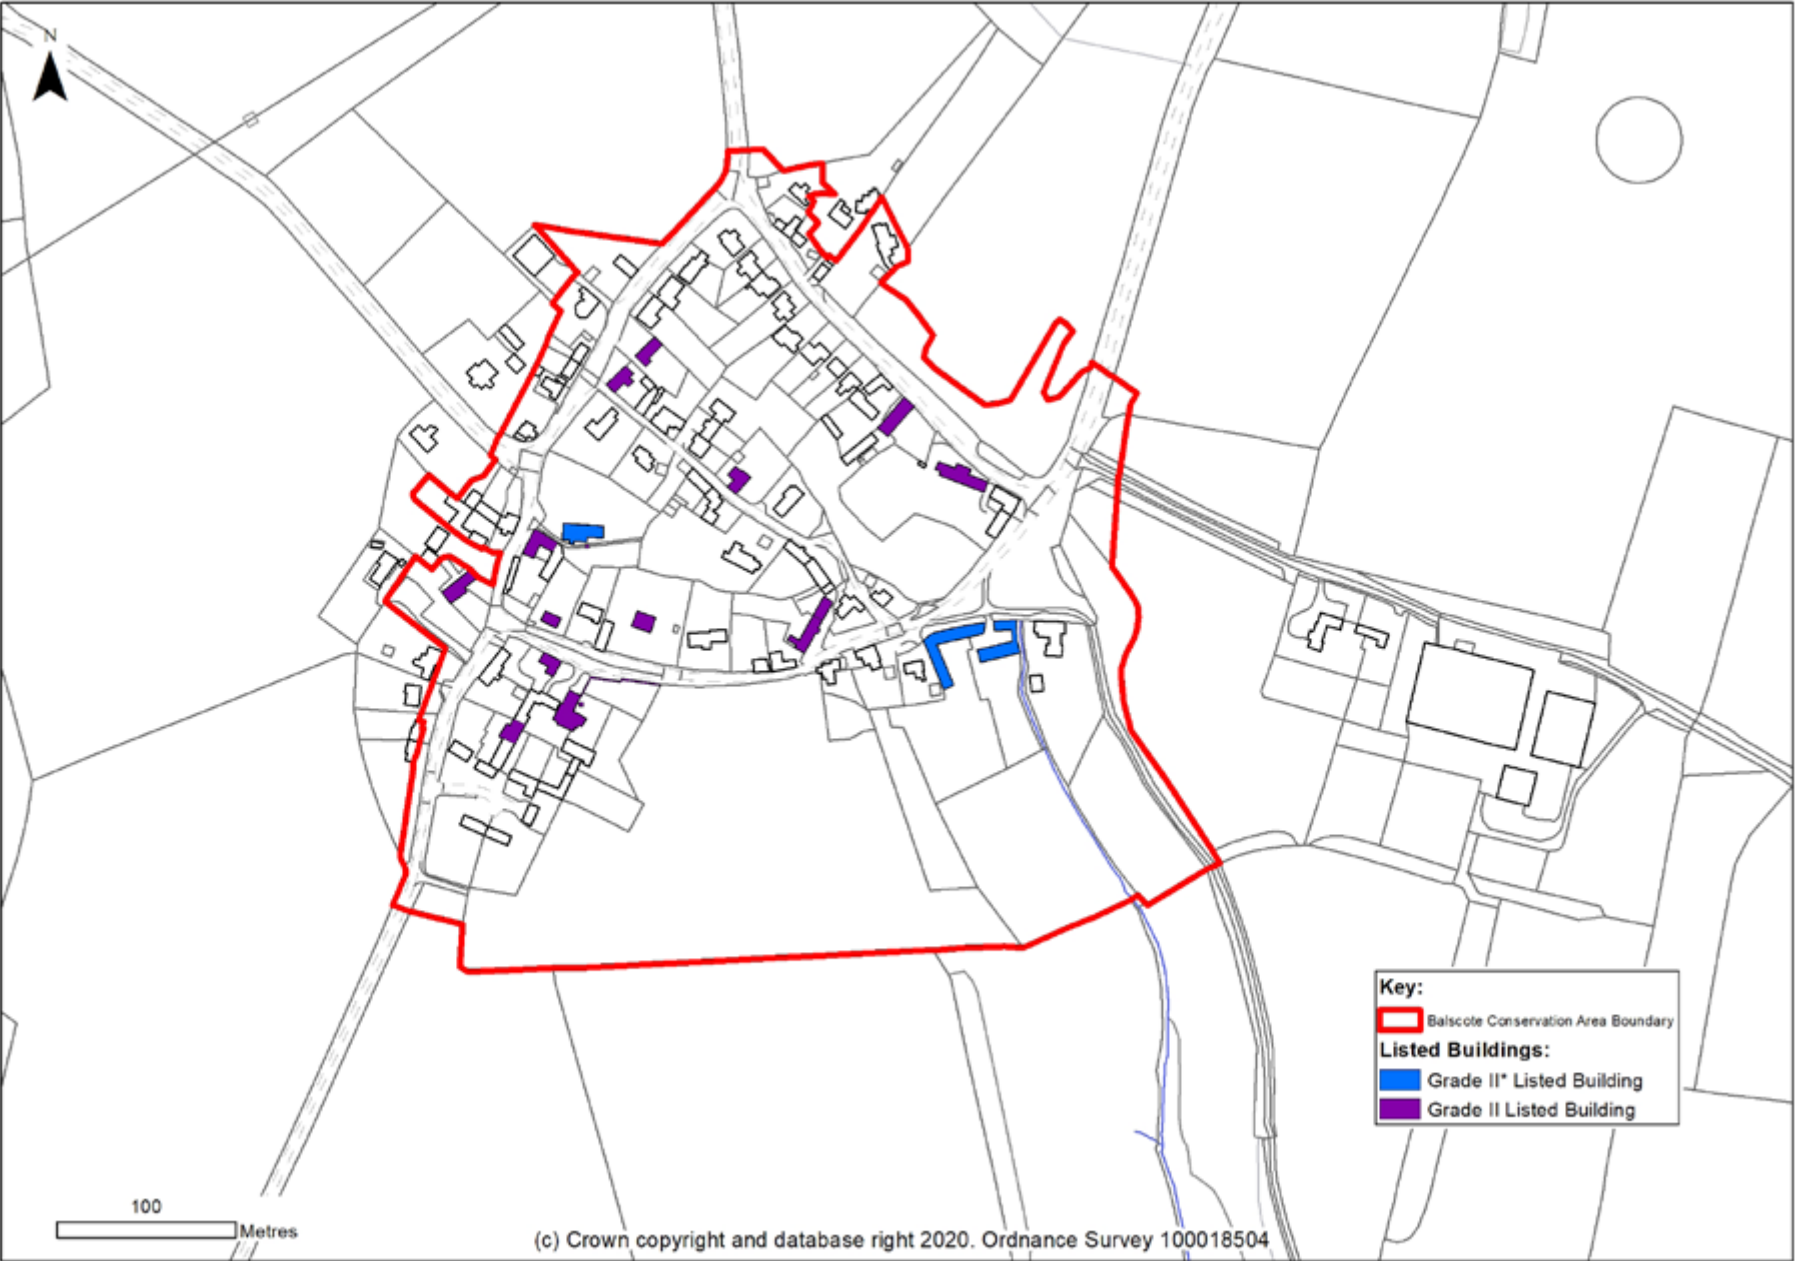 N
Key:
Balscote Conservation Area Boundary
Listed Buildings:
Grade II* Listed Building
Grade II Listed Building
100
Metres
(c) Crown copyright and database right 2020. Ordnance Survey 100018504